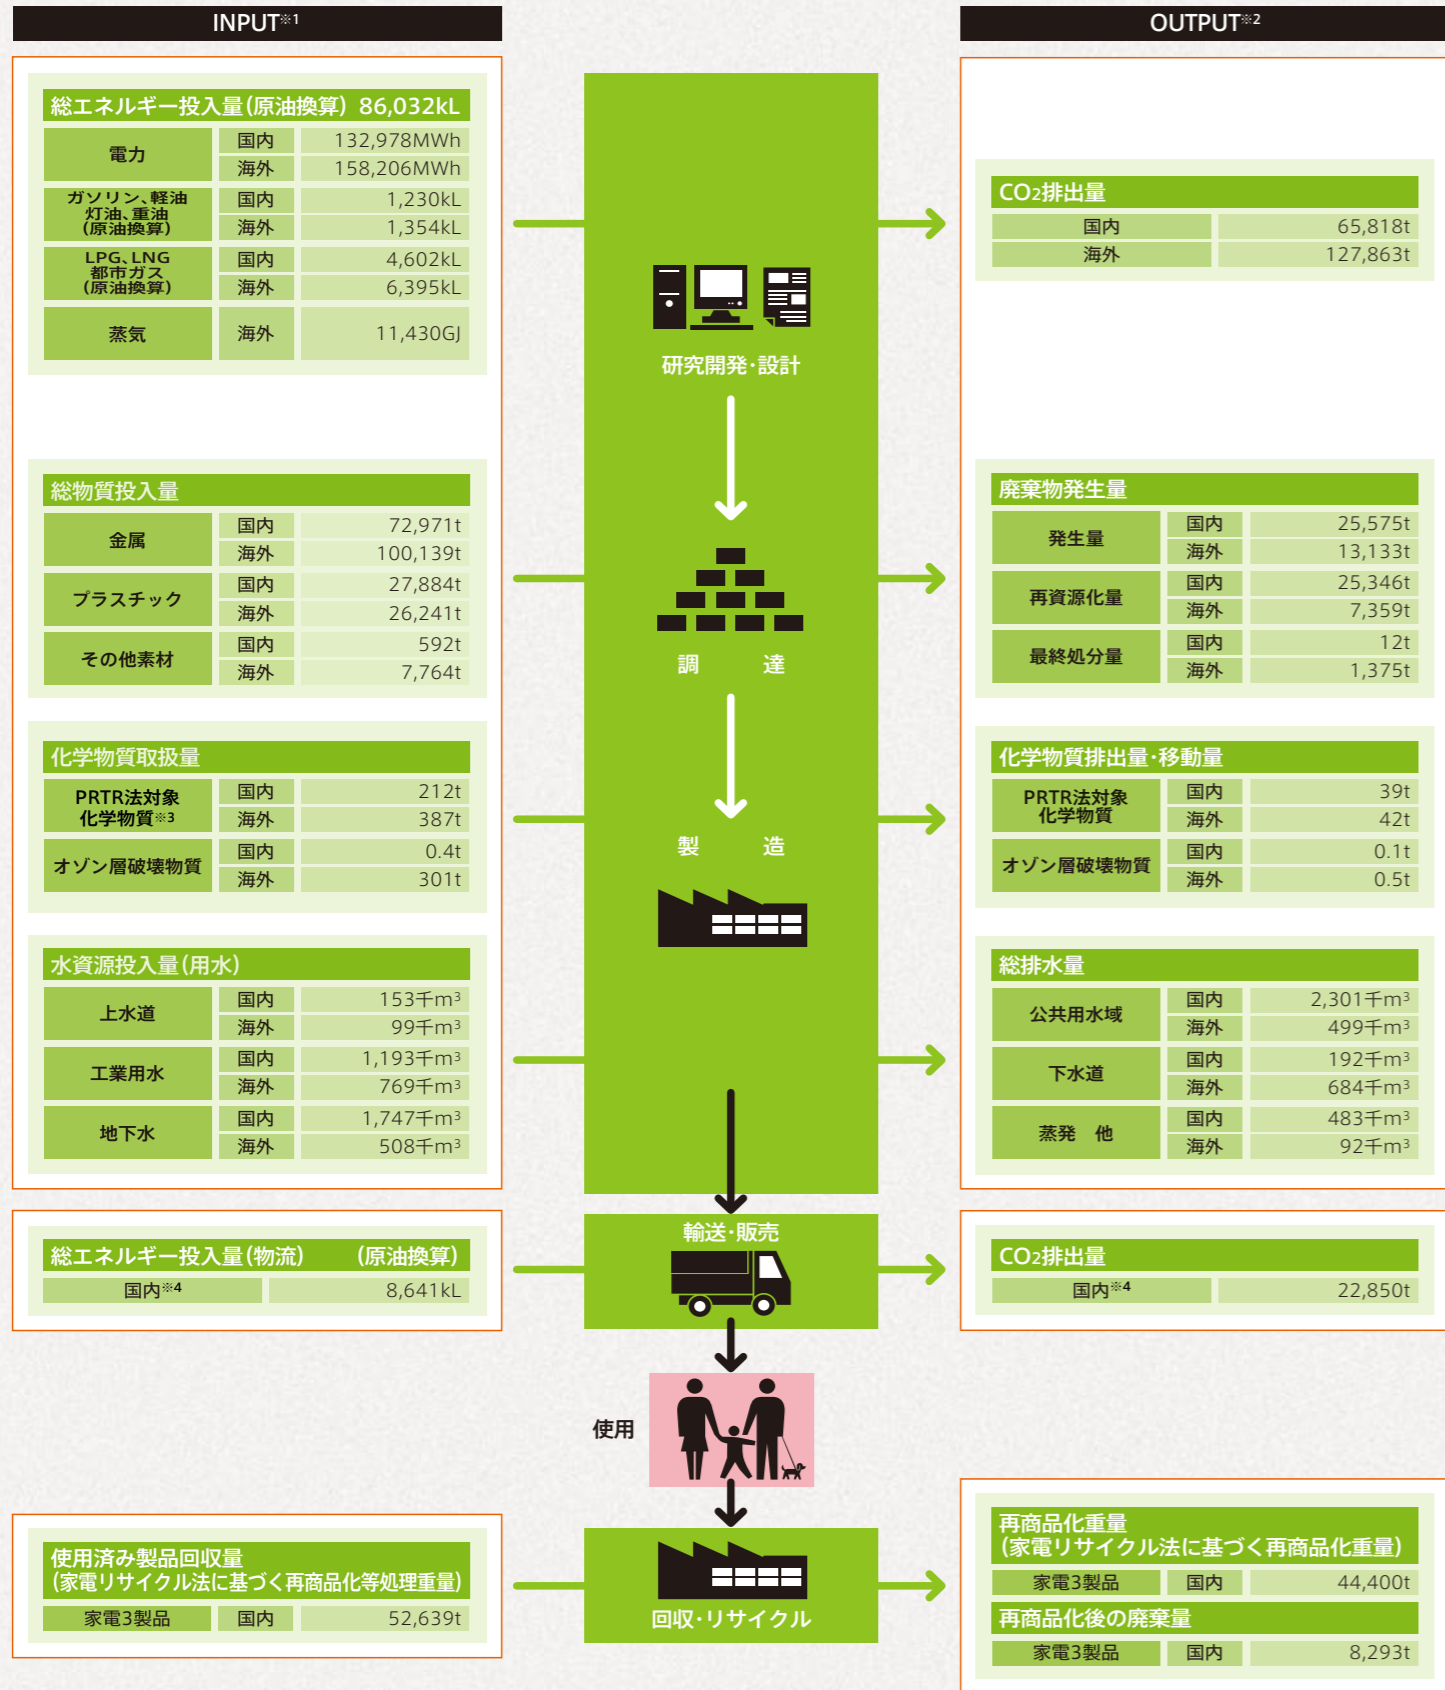 INPUT※1
総エネルギー投入量(原油換算) 86,032kL
電力
国内 132,978MWh
海外 158,206MWh
ガソリン、軽油
灯油、重油
(原油換算)
国内 1,230kL
海外 1,354kL
LPG、LNG
都市ガス
(原油換算)
国内 4,602kL
海外 6,395kL
蒸気 海外 11,430GJ
総物質投入量
金属
国内 72,971t
海外 100,139t
プラスチック
国内 27,884t
海外 26,241t
その他素材
国内 592t
海外 7,764t
化学物質取扱量
PRTR法対象
化学物質※3
国内 212t
海外 387t
オゾン層破壊物質
国内 0.4t
海外 301t
水資源投入量(用水)
上水道
国内 153千m³
海外 99千m³
工業用水
国内 1,193千m³
海外 769千m³
地下水
国内 1,747千m³
海外 508千m³
総エネルギー投入量(物流) (原油換算)
国内※4 8,641kL
使用済み製品回収量
(家電リサイクル法に基づく再商品化等処理重量)
家電3製品 国内 52,639t
研究開発・設計
調 達
製 造
輸送・販売
使用
回収・リサイクル
OUTPUT※2
CO2排出量
国内 65,818t
海外 127,863t
廃棄物発生量
発生量
国内 25,575t
海外 13,133t
再資源化量
国内 25,346t
海外 7,359t
最終処分量
国内 12t
海外 1,375t
化学物質排出量・移動量
PRTR法対象
化学物質
国内 39t
海外 42t
オゾン層破壊物質
国内 0.1t
海外 0.5t
総排水量
公共用水域
国内 2,301千m³
海外 499千m³
下水道
国内 192千m³
海外 684千m³
蒸発 他
国内 483千m³
海外 92千m³
CO2排出量
国内※4 22,850t
再商品化重量
(家電リサイクル法に基づく再商品化重量)
家電3製品 国内 44,400t
再商品化後の廃棄量
家電3製品 国内 8,293t